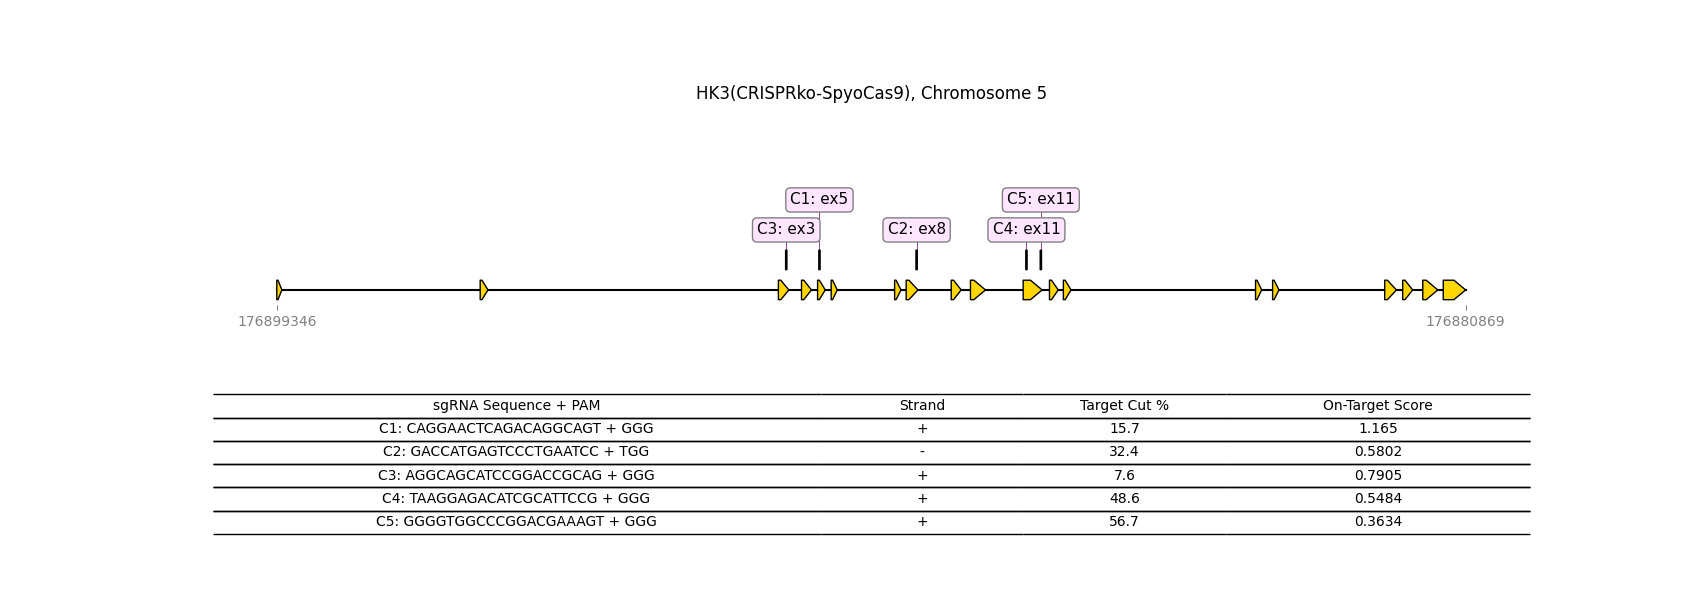 HK3(CRISPRko-SpyoCas9), Chromosome 5
C1: ex5
C5: ex11
C3: ex3
C2: ex8
C4: ex11
176899346
176880869
sgRNA Sequence + PAM Strand Target Cut % On-Target Score
C1: CAGGAACTCAGACAGGCAGT + GGG + 15.7 1.165
C2: GACCATGAGTCCCTGAATCC + TGG - 32.4 0.5802
C3: AGGCAGCATCCGGACCGCAG + GGG + 7.6 0.7905
C4: TAAGGAGACATCGCATTCCG + GGG + 48.6 0.5484
C5: GGGGTGGCCCGGACGAAAGT + GGG + 56.7 0.3634